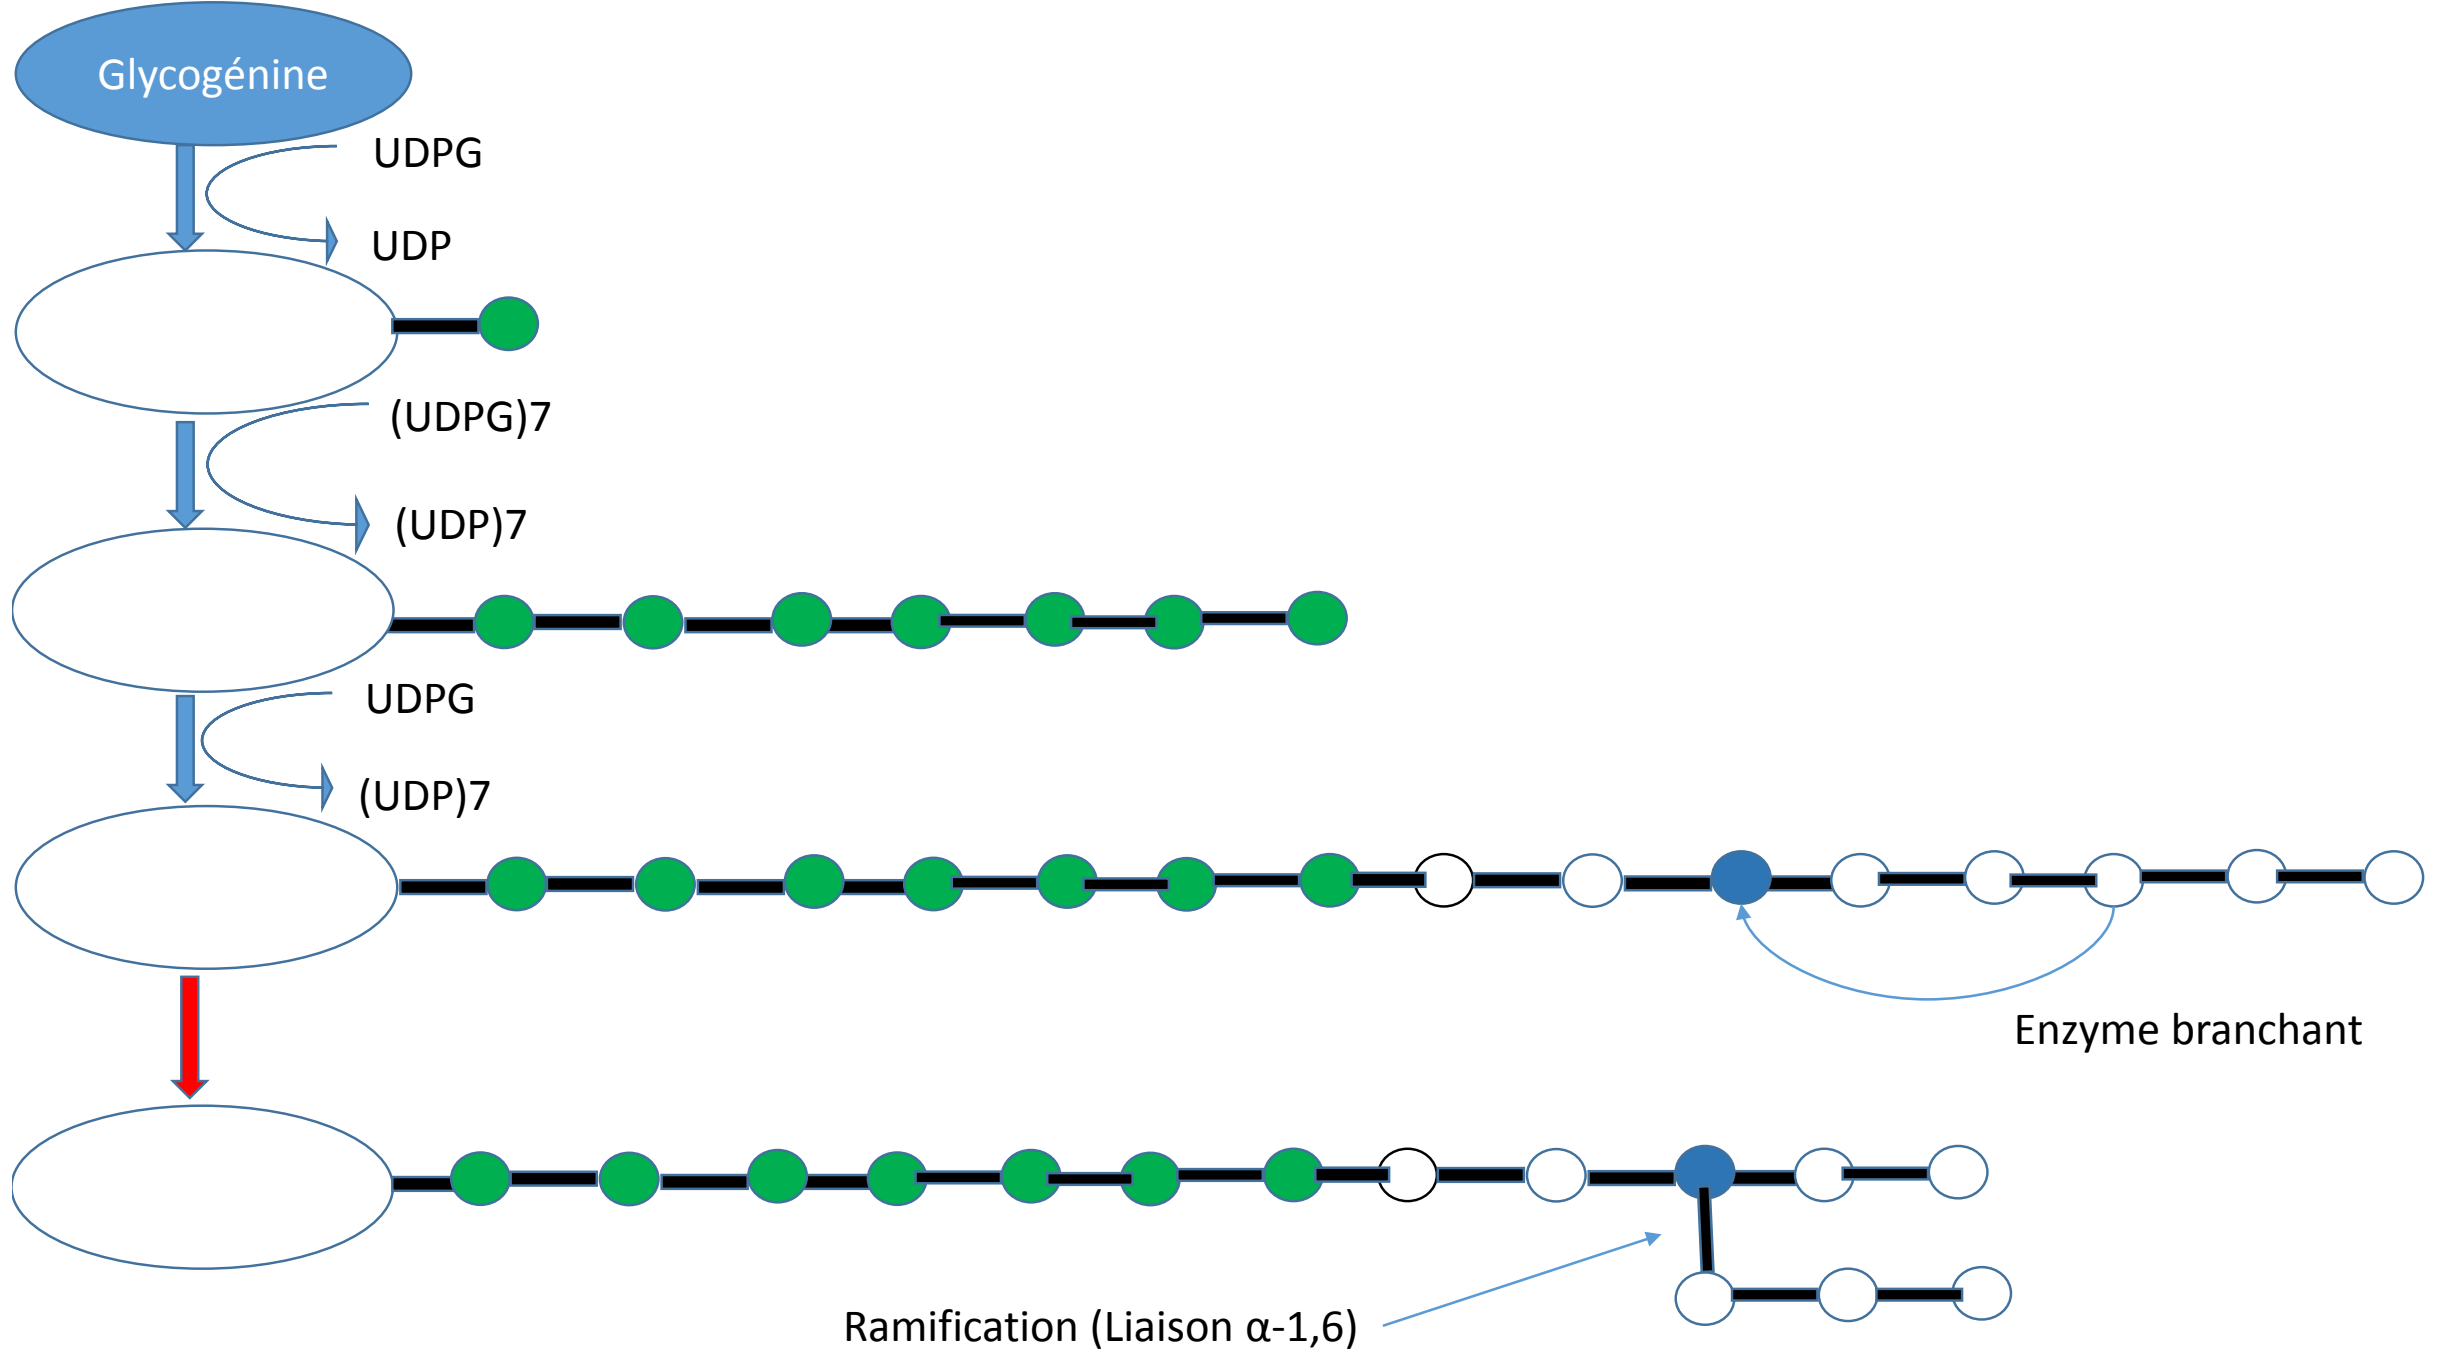 Glycogénine
UDPG
UDP
(UDPG)7
(UDP)7
UDPG
(UDP)7
Enzyme branchant
Ramification (Liaison α-1,6)